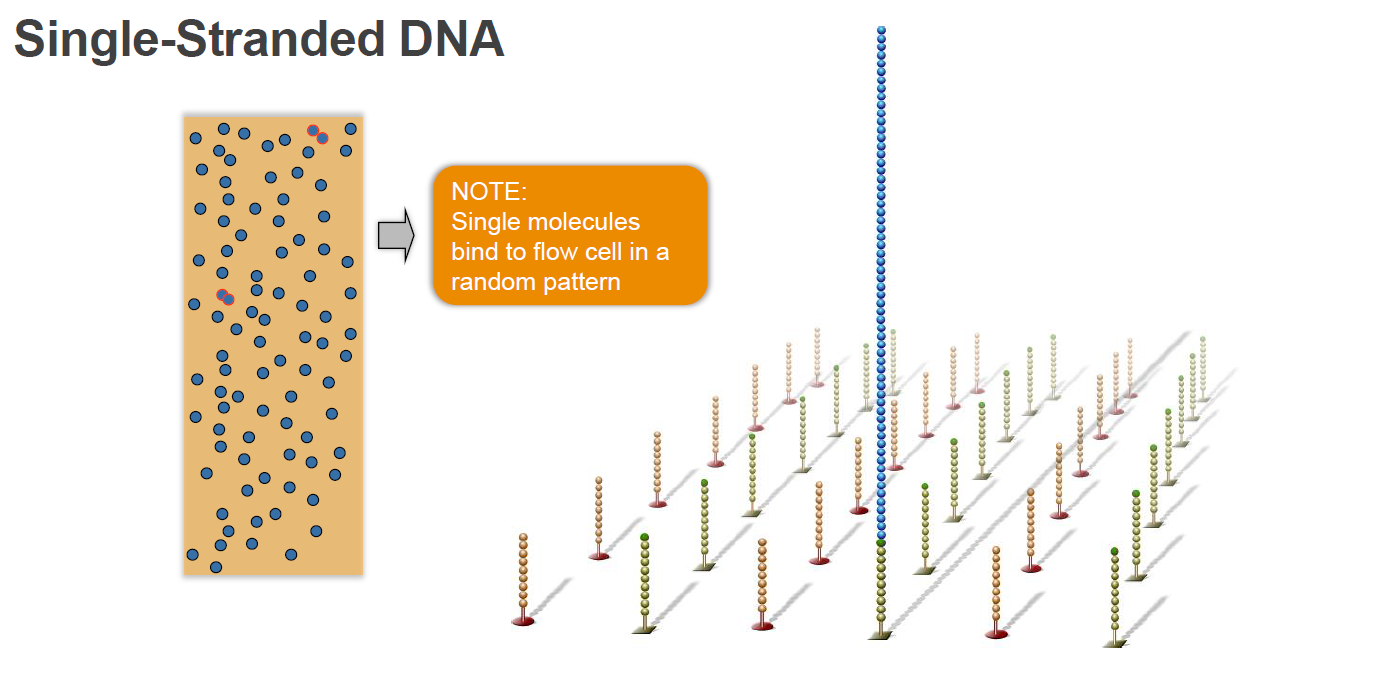 Single-Stranded DNA
NOTE:
Single molecules
bind to flow cell in a
random pattern